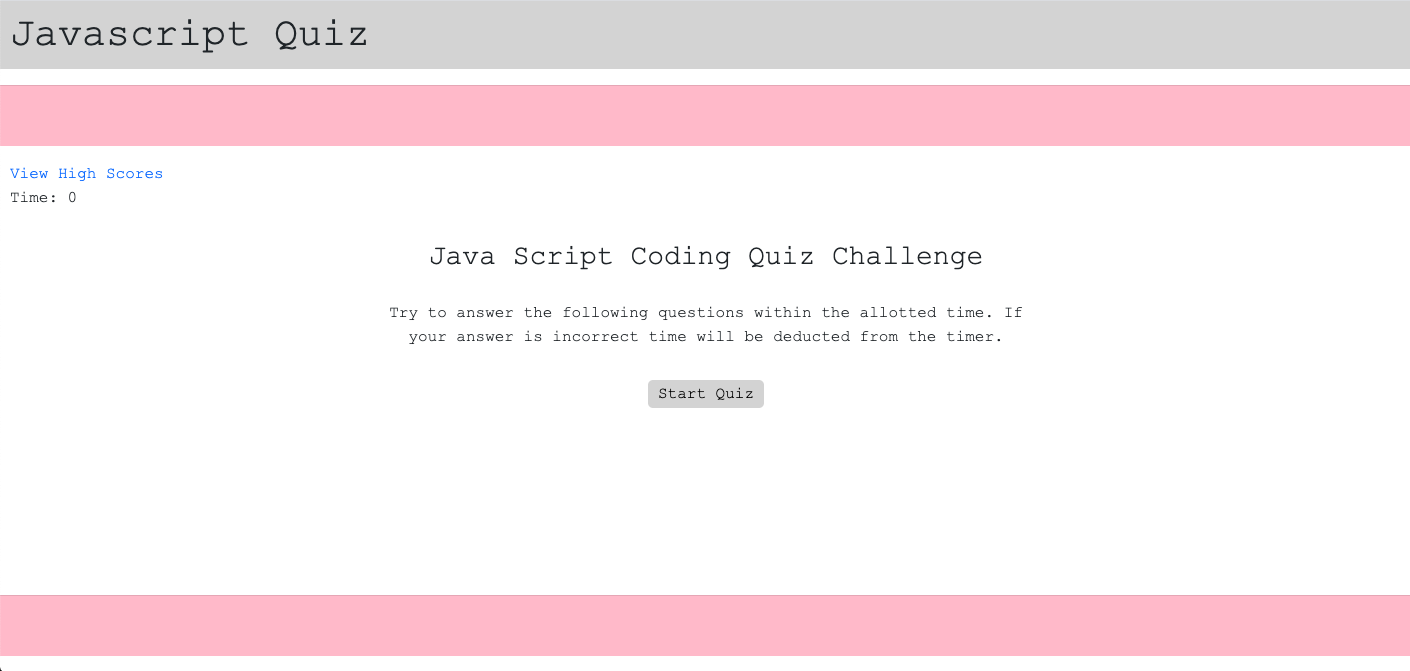 Javascript Quiz
View High Scores
Time: 0
Java Script Coding Quiz Challenge
Try to answer the following questions within the allotted time. If
your answer is incorrect time will be deducted from the timer.
Start Quiz